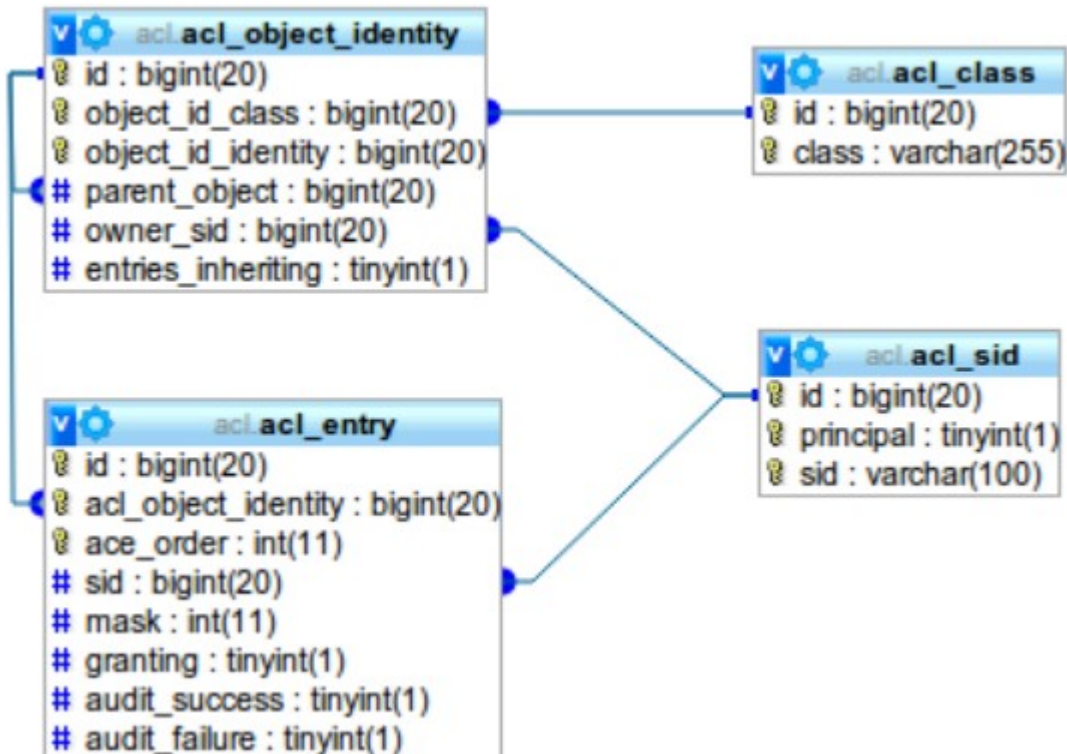 acl.acl_object_identity
id : bigint(20)
object_id_class : bigint(20)
object_id_identity : bigint(20)
# parent_object : bigint(20)
# owner_sid : bigint(20)
# entries_inheriting : tinyint(1)
acl.acl_class
id : bigint(20)
class : varchar(255)
acl.acl_sid
id : bigint(20)
principal : tinyint(1)
sid : varchar(100)
acl.acl_entry
id : bigint(20)
acl_object_identity : bigint(20)
ace_order : int(11)
# sid : bigint(20)
# mask : int(11)
# granting : tinyint(1)
# audit_success : tinyint(1)
# audit_failure : tinyint(1)